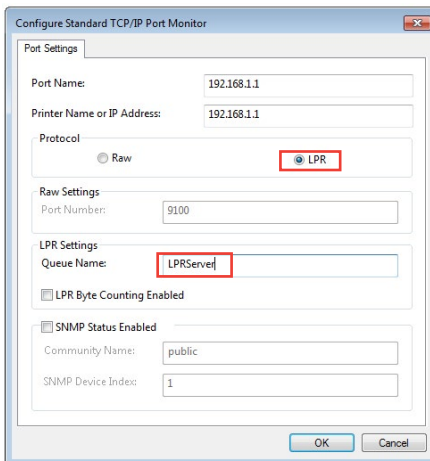 Configure Standard TCP/IP Port Monitor
Port Settings
Port Name: 192.168.1.1
Printer Name or IP Address: 192.168.1.1
Protocol
Raw LPR
Raw Settings
Port Number: 9100
LPR Settings
Queue Name: LPRServer
LPR Byte Counting Enabled
SNMP Status Enabled
Community Name: public
SNMP Device Index: 1
OK Cancel